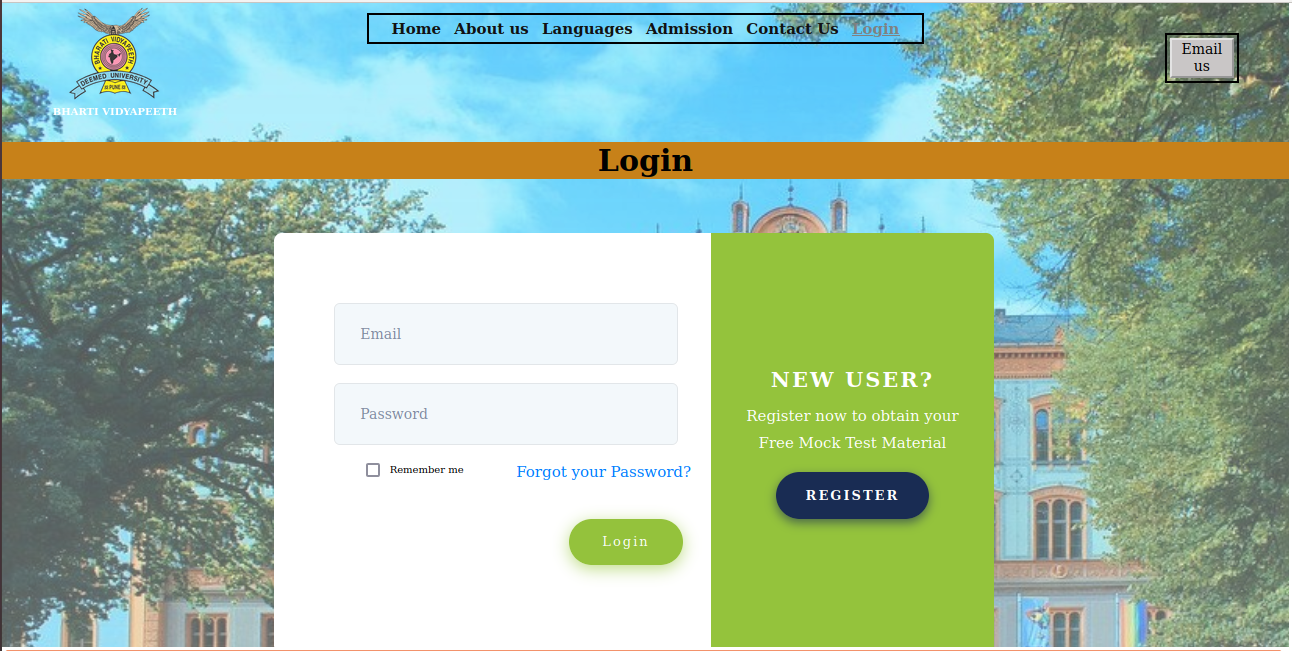 BHARATI VIDYAPEETH
DEEMED UNIVERSITY
PUNE
BHARTI VIDYAPEETH
Home About us Languages Admission Contact Us Login
Email
us
Login
Email
Password
Remember me Forgot your Password?
Login
NEW USER?
Register now to obtain your
Free Mock Test Material
REGISTER